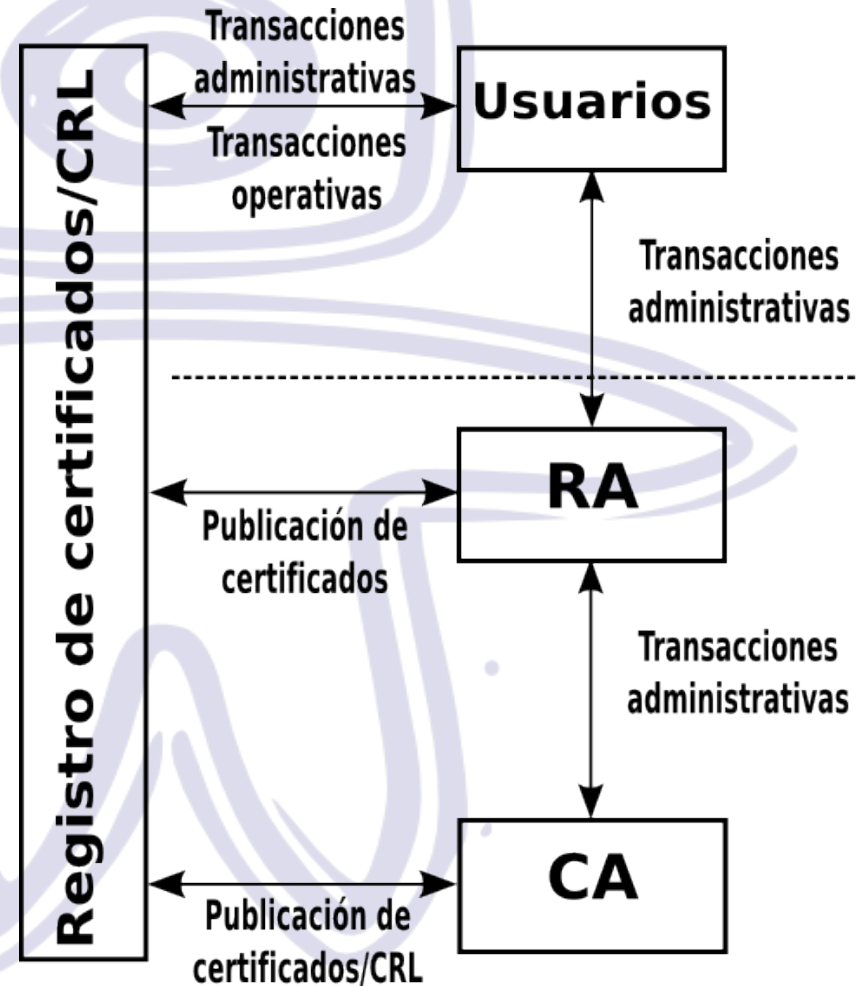 Registro de certificados/CRL
Transacciones
administrativas
Transacciones
operativas
Usuarios
Transacciones
administrativas
RA
Publicación de
certificados
Transacciones
administrativas
CA
Publicación de
certificados/CRL